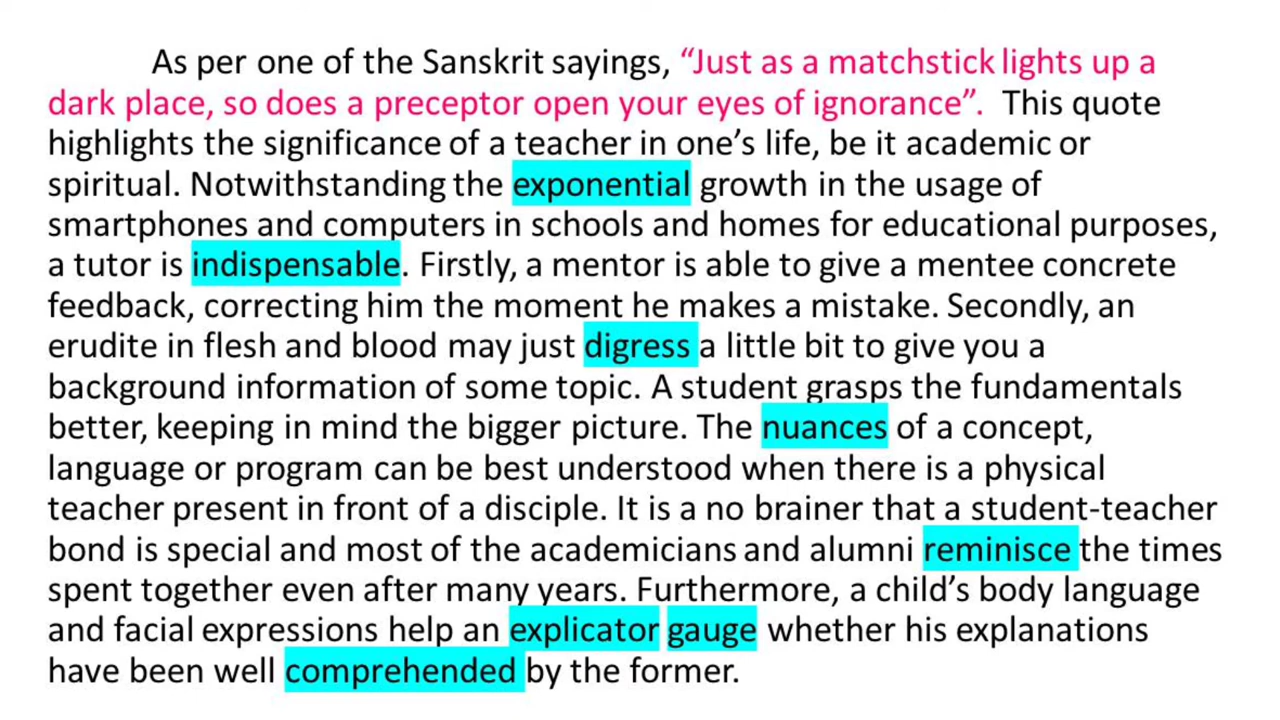 As per one of the Sanskrit sayings, “Just as a matchstick lights up a
dark place, so does a preceptor open your eyes of ignorance”. This quote
highlights the significance of a teacher in one’s life, be it academic or
spiritual. Notwithstanding the exponential growth in the usage of
smartphones and computers in schools and homes for educational purposes,
a tutor is indispensable. Firstly, a mentor is able to give a mentee concrete
feedback, correcting him the moment he makes a mistake. Secondly, an
erudite in flesh and blood may just digress a little bit to give you a
background information of some topic. A student grasps the fundamentals
better, keeping in mind the bigger picture. The nuances of a concept,
language or program can be best understood when there is a physical
teacher present in front of a disciple. It is a no brainer that a student-teacher
bond is special and most of the academicians and alumni reminisce the times
spent together even after many years. Furthermore, a child’s body language
and facial expressions help an explicator gauge whether his explanations
have been well comprehended by the former.